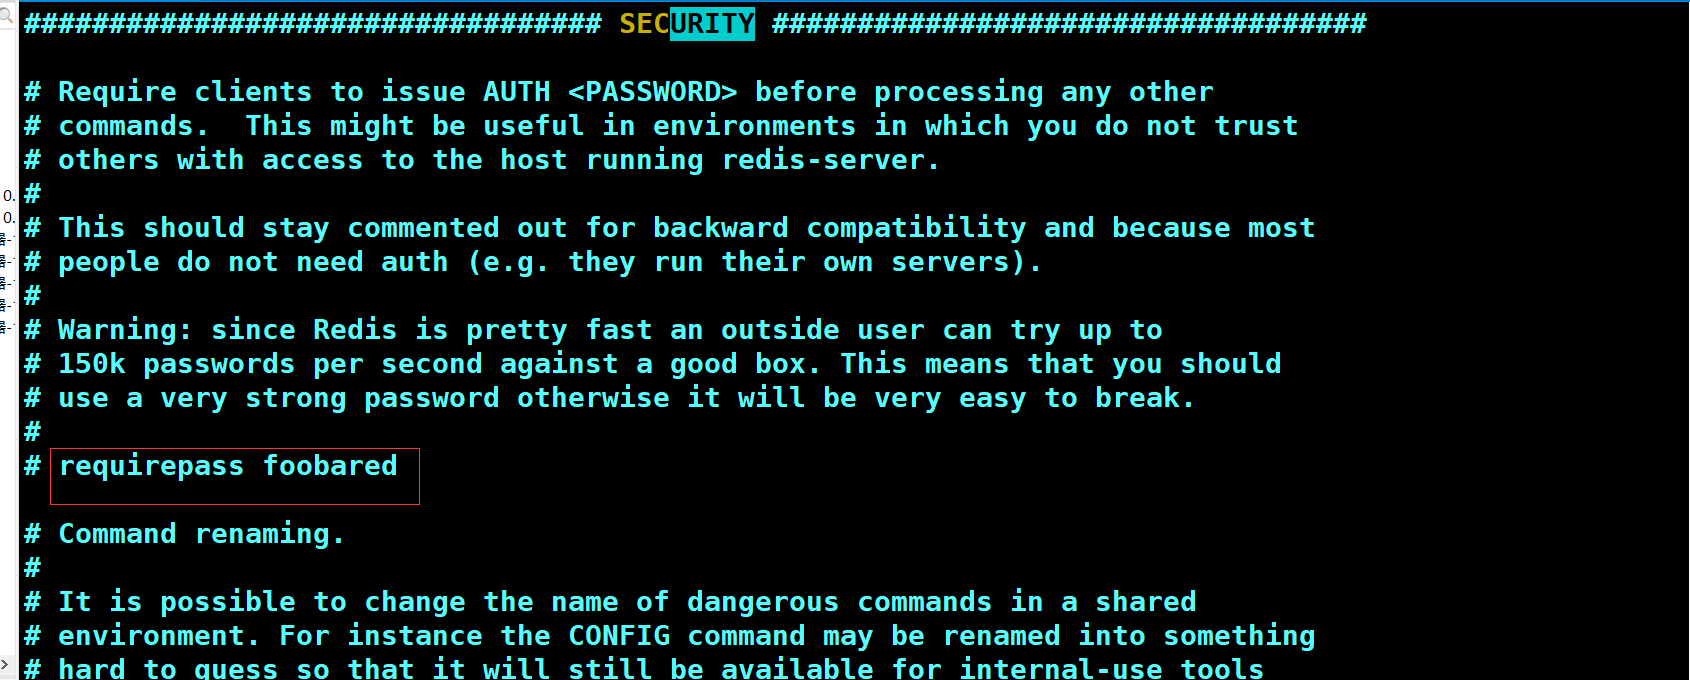 0.
0.
################################## SECURITY ###################################
# Require clients to issue AUTH <PASSWORD> before processing any other
# commands.  This might be useful in environments in which you do not trust
# others with access to the host running redis-server.
#
# This should stay commented out for backward compatibility and because most
# people do not need auth (e.g. they run their own servers).
#
# Warning: since Redis is pretty fast an outside user can try up to
# 150k passwords per second against a good box. This means that you should
# use a very strong password otherwise it will be very easy to break.
#
# requirepass foobared
# Command renaming.
#
# It is possible to change the name of dangerous commands in a shared
# environment. For instance the CONFIG command may be renamed into something
# hard to guess so that it will still be available for internal-use tools